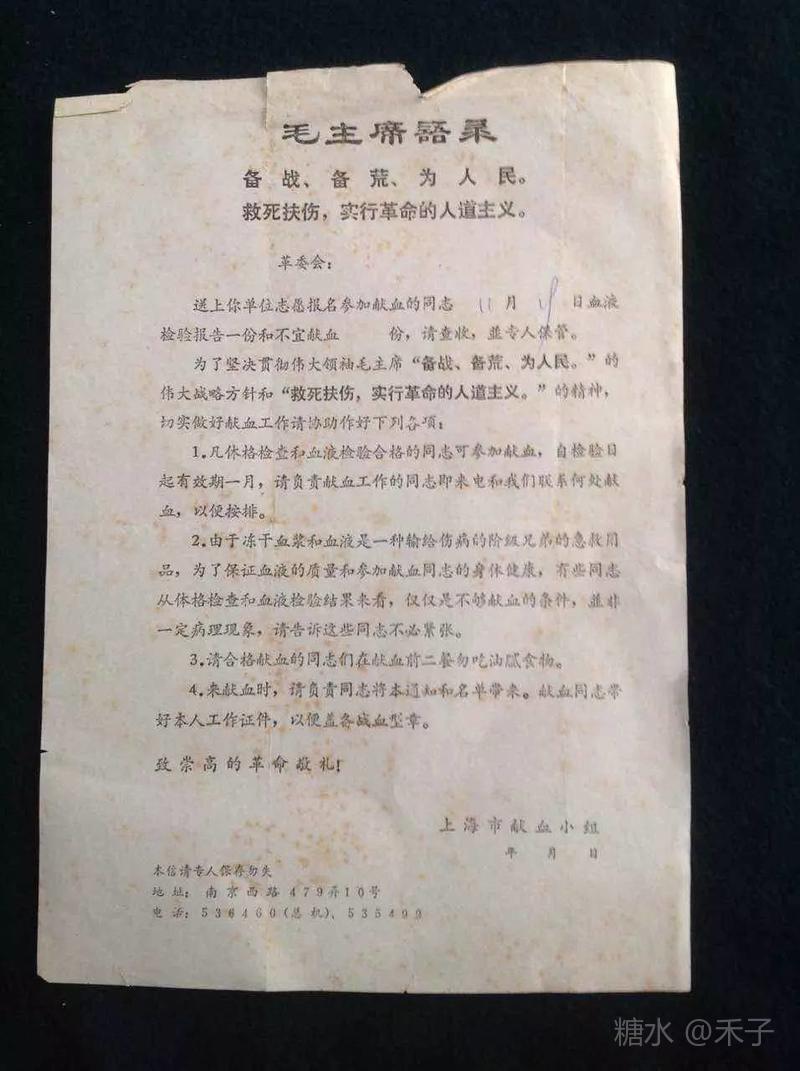 毛主席語录
备战、备荒、为人民。
救死扶伤，实行革命的人道主义。
革委会：
送上你单位志愿报名参加献血的同志 11月 日血液
检验报告一份和不宜献血 份，请查收，並专人保管。
为了坚决贯彻伟大领袖毛主席“备战、备荒、为人民。”的
伟大战略方针和“救死扶伤，实行革命的人道主义。”的精神，
切实做好献血工作请协助作好下列各项：
1.凡体格检查和血液检验合格的同志可参加献血，自检验日
起有效期一月，请负责献血工作的同志即来电和我们联系何处献
血，以便按排。
2.由于冻干血浆和血液是一种输给伤病的阶级兄弟的急救用
品，为了保证血液的质量和参加献血同志的身体健康，有些同志
从体格检查和血液检验结果来看，仅仅是不够献血的条件，並非
一定病理现象，请告诉这些同志不必紧张。
3.请合格献血的同志们在献血前二餐勿吃油腻食物。
4.来献血时，请负责同志将本通知和名单带来。献血同志带
好本人工作证件，以便盖备战血型章。
致崇高的革命敬礼！
上海市献血小组
年 月 日
本信请专人保存勿失
地址：南京西路479弄10号
电话：536460(总机)、535499
糖水 @禾子